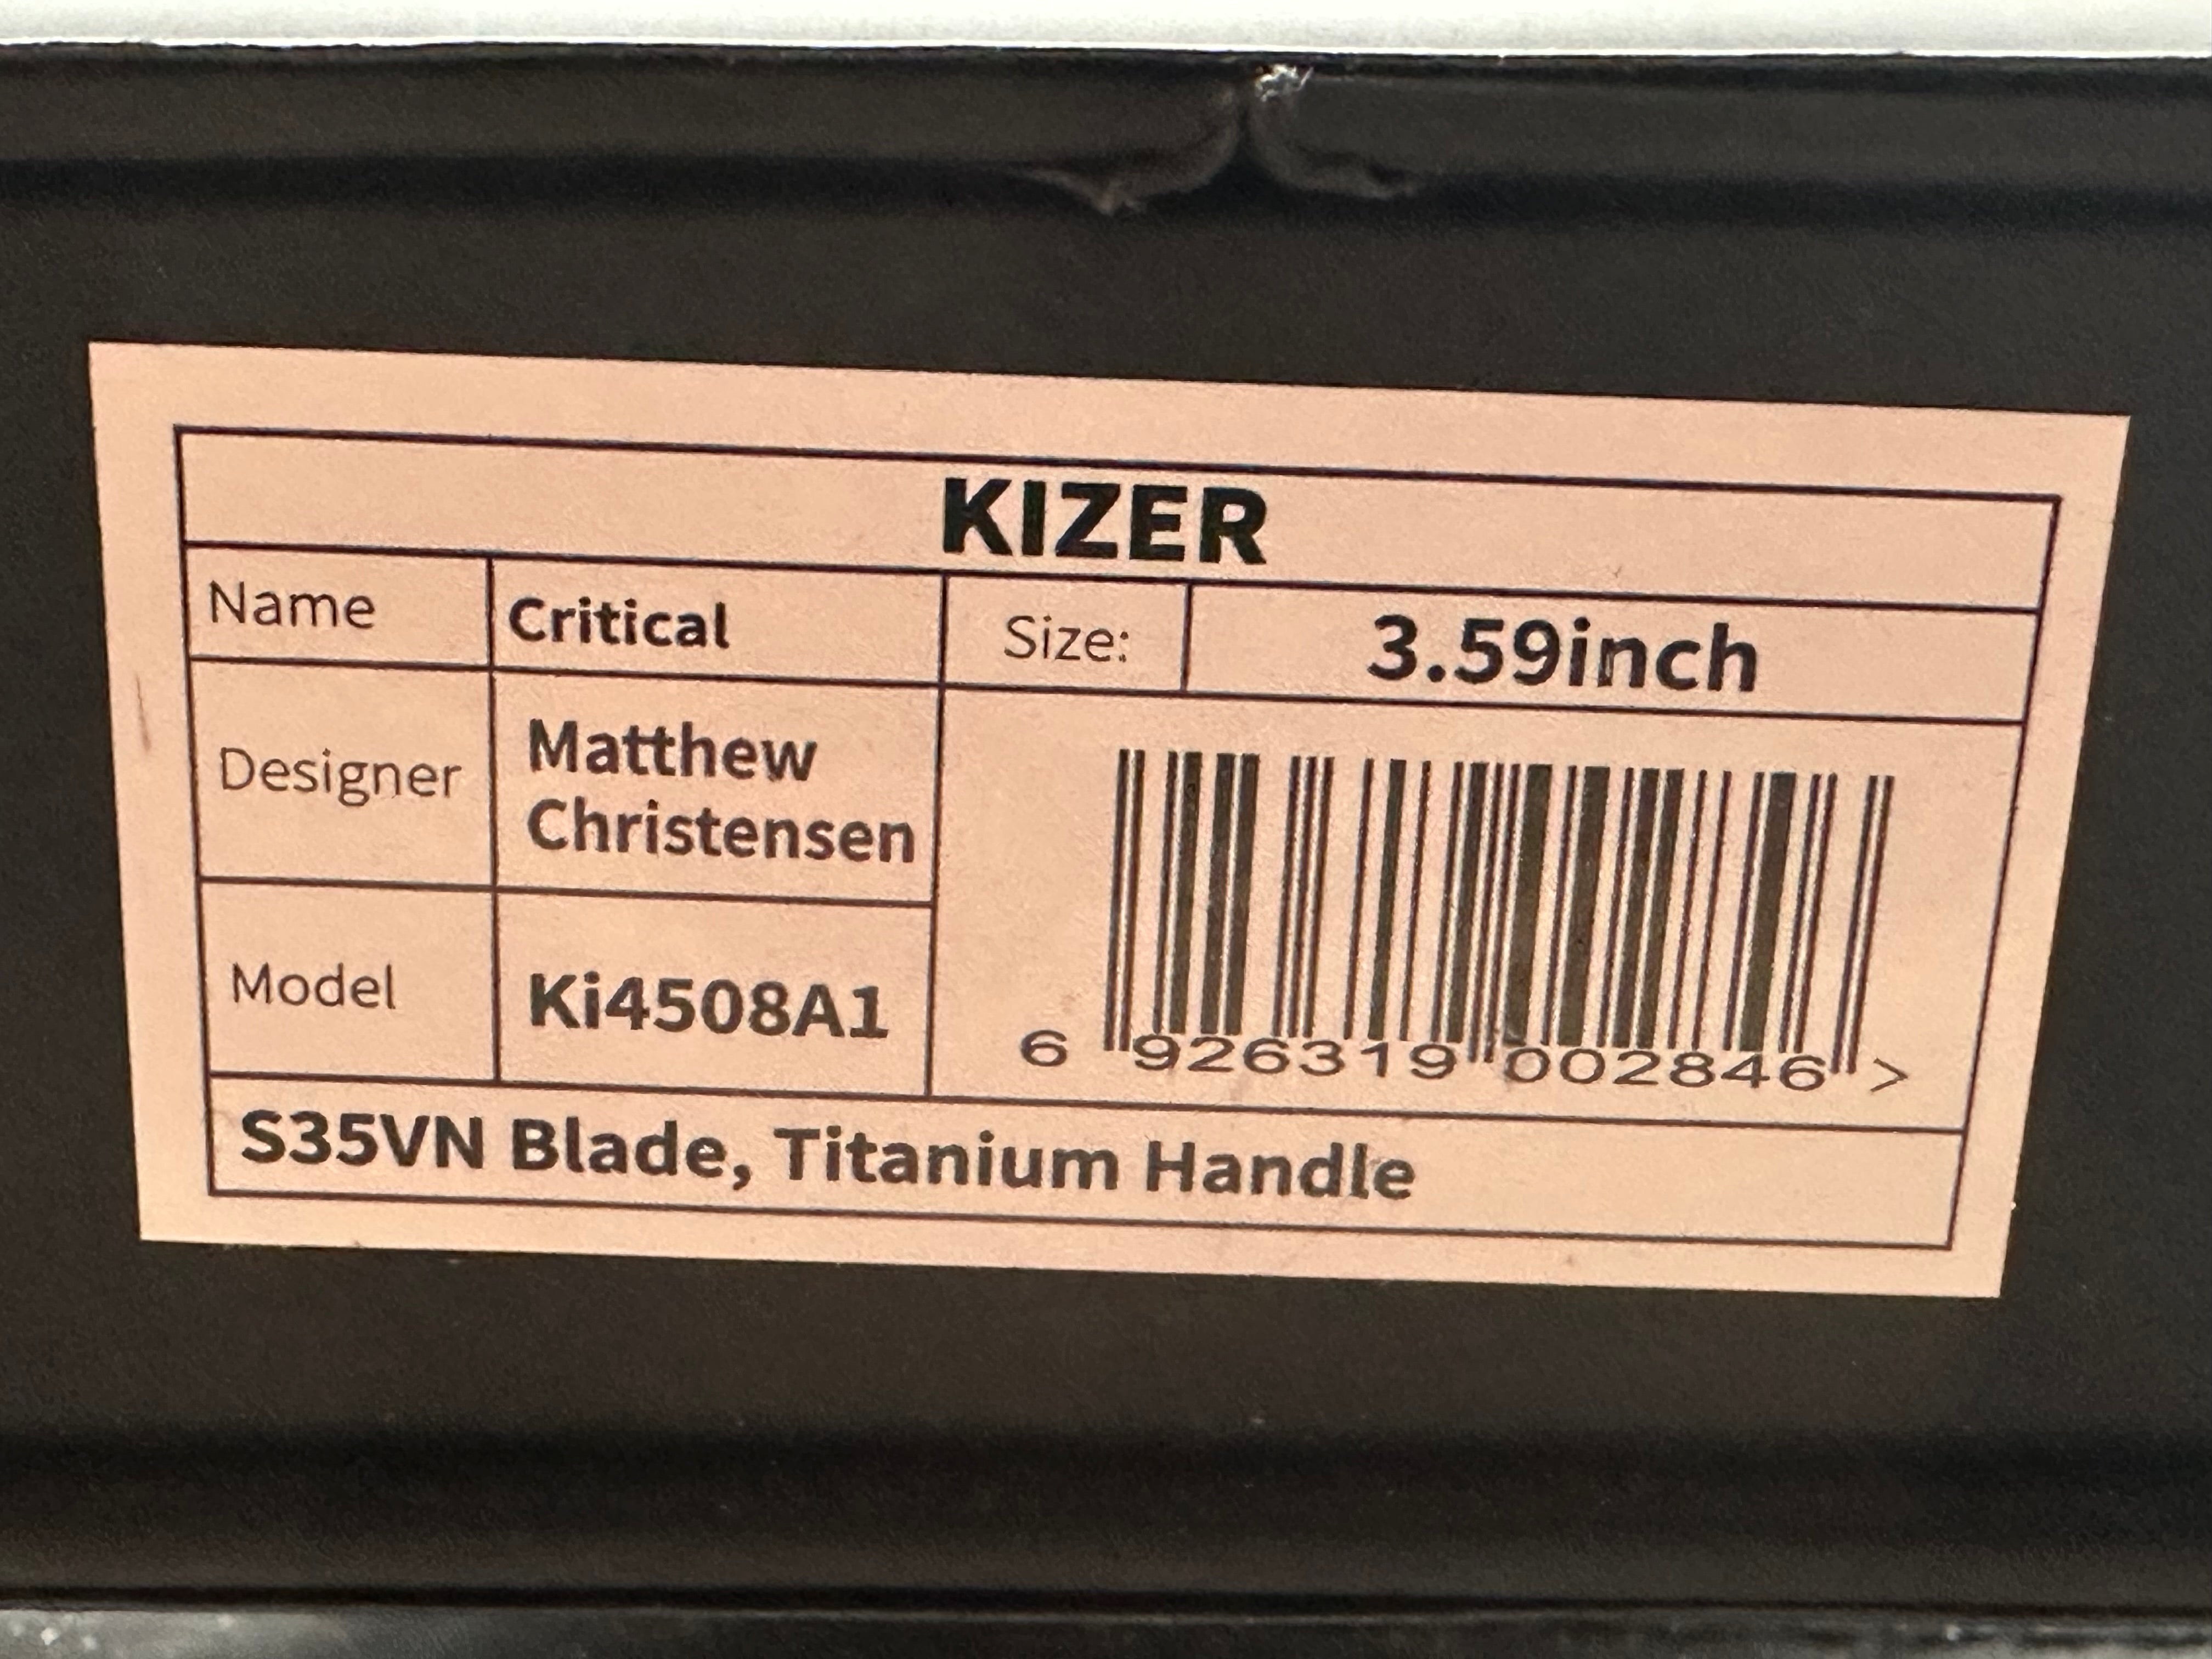 KIZER
Name Critical Size: 3.59inch
Designer Matthew
Christensen
Model Ki4508A1
6 926319 002846 >
S35VN Blade, Titanium Handle